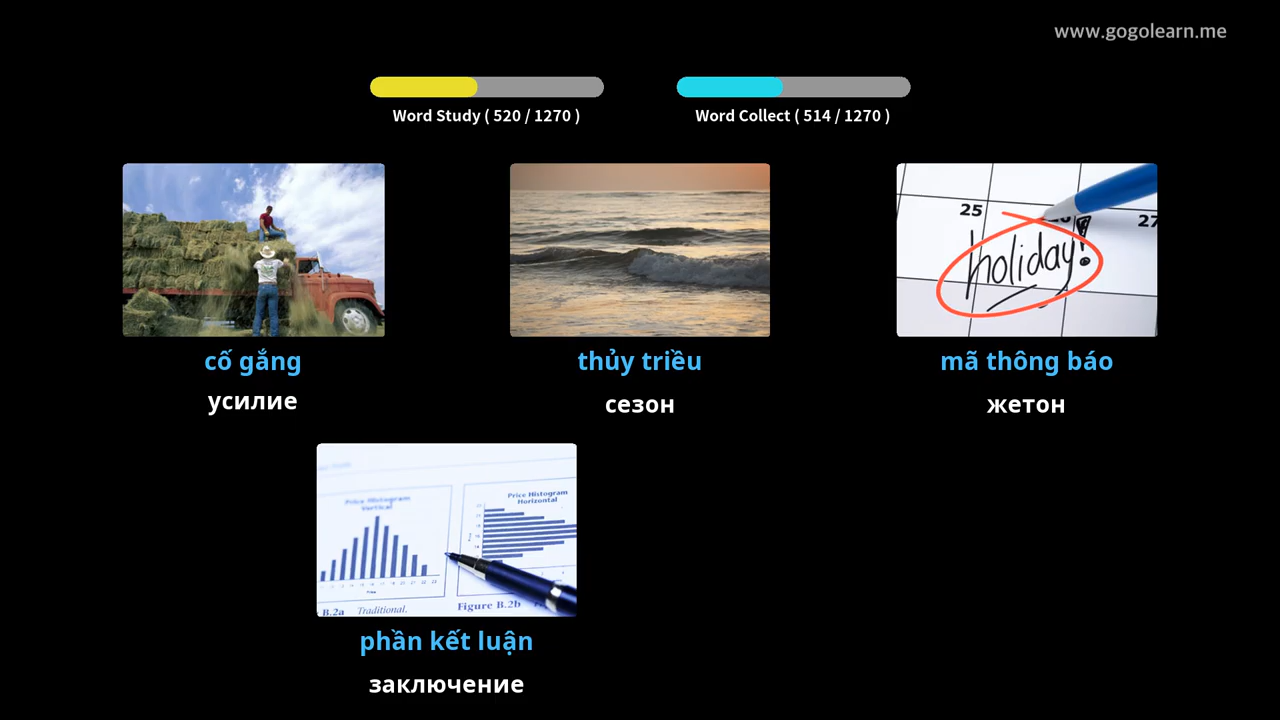 www.gogolearn.me
Word Study ( 520 / 1270 )
Word Collect ( 514 / 1270 )
25
27
holiday!
cố gắng
thủy triều
mã thông báo
усилие
сезон
жетон
Price Histogram
Vertical
Price Histogram
Horizontal
Price
B.2a Traditional.
Figure B.2b
phần kết luận
заключение